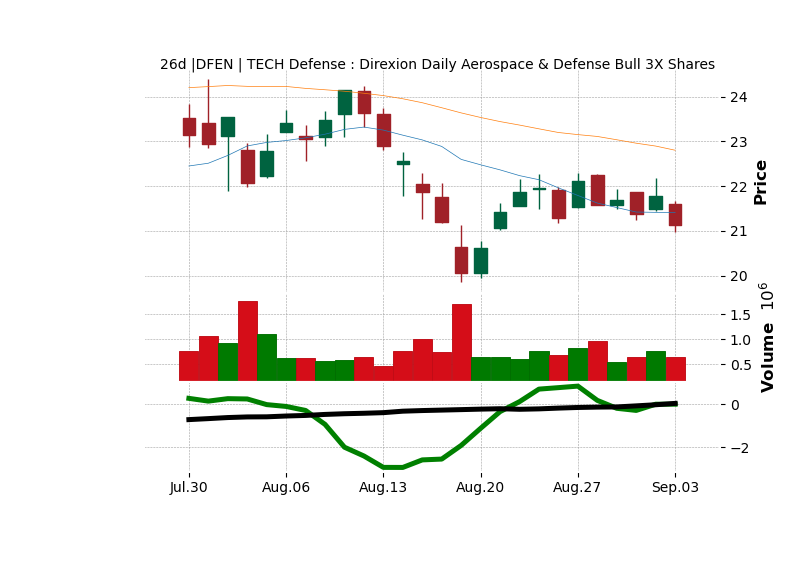 26d |DFEN | TECH Defense : Direxion Daily Aerospace & Defense Bull 3X Shares
24
23
22
21
20
Price
1.5
1.0
0.5
Volume 10^6
0
−2
Jul.30 Aug.06 Aug.13 Aug.20 Aug.27 Sep.03